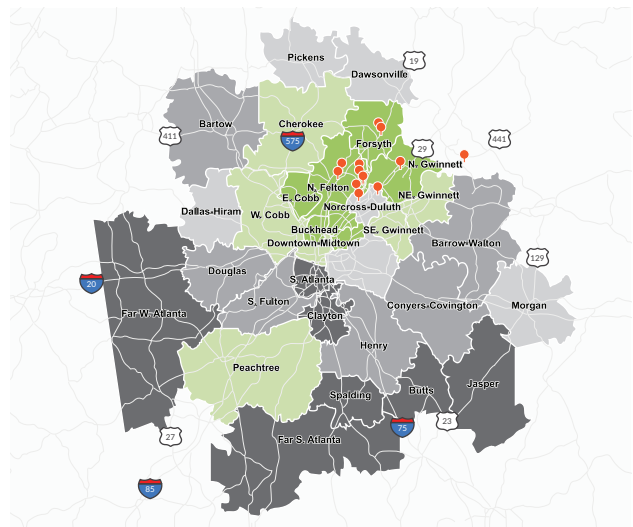 Pickens
19
Dawsonville
Bartow
Cherokee
411
575
Forsyth
441
29
N. Gwinnett
N. Felton
E. Cobb
NE. Gwinnett
Dallas-Hiram
W. Cobb
Norcross-Duluth
Buckhead
SE. Gwinnett
Downtown-Midtown
Barrow-Walton
129
Douglas
S. Atlanta
20
S. Fulton
Conyers-Covington
Morgan
Far W. Atlanta
Clayton
Henry
Peachtree
Jasper
Spalding
Butts
23
75
27
Far S. Atlanta
85